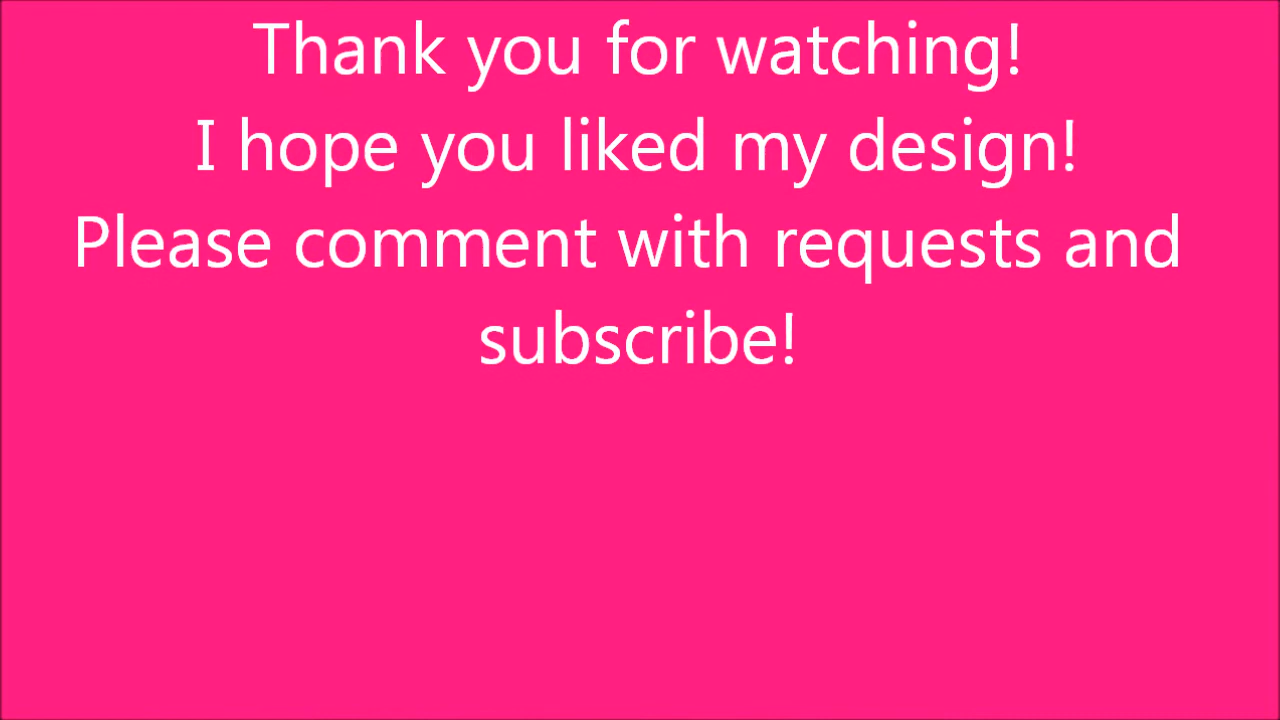 Thank you for watching!
I hope you liked my design!
Please comment with requests and
subscribe!